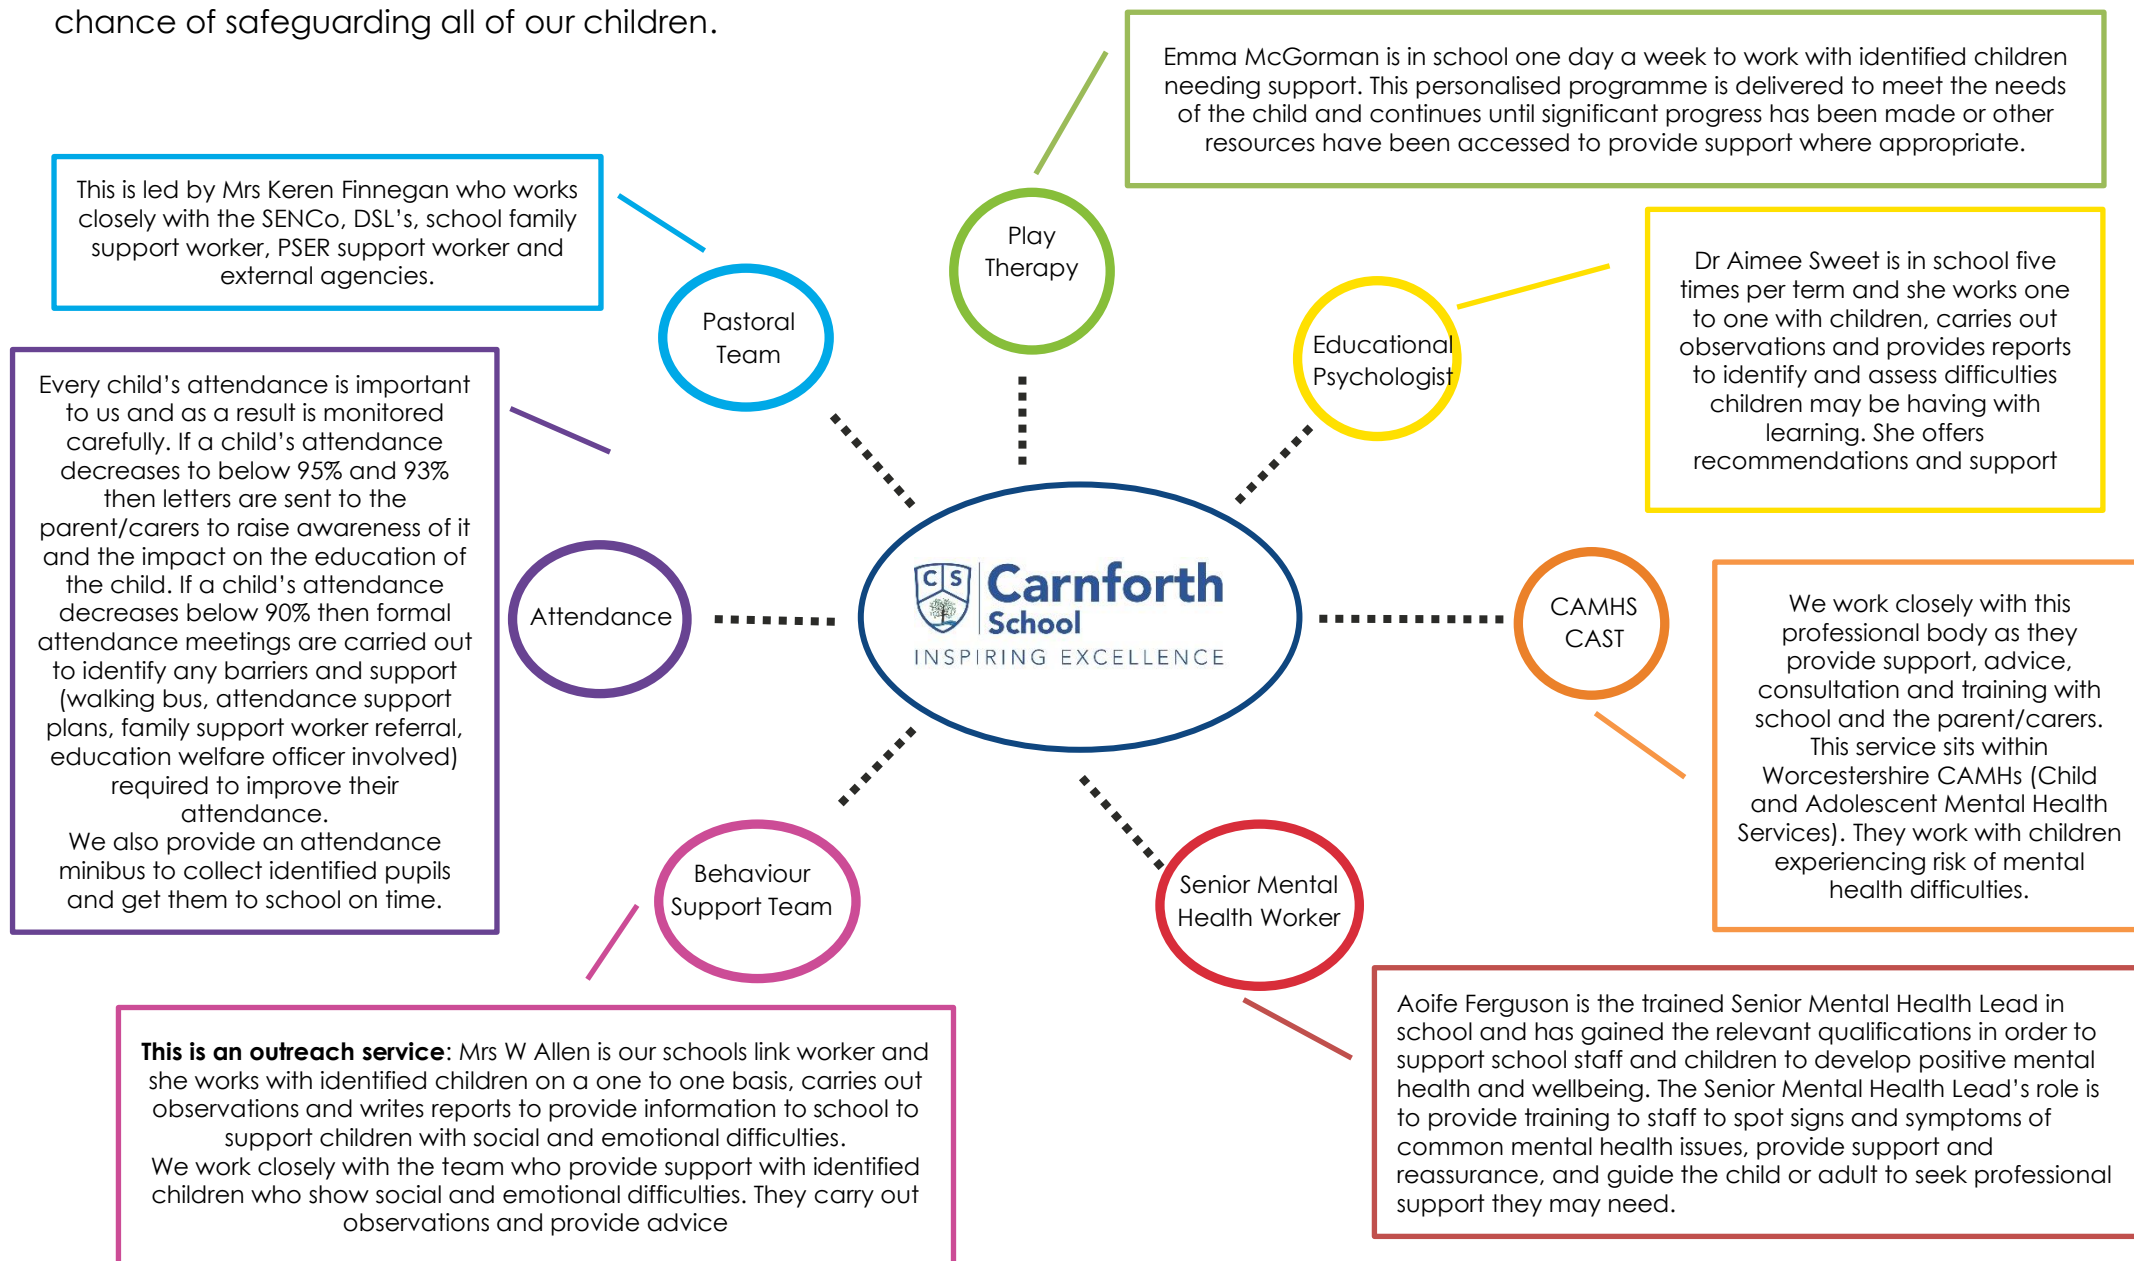 chance of safeguarding all of our children.
Emma McGorman is in school one day a week to work with identified children
needing support. This personalised programme is delivered to meet the needs
of the child and continues until significant progress has been made or other
resources have been accessed to provide support where appropriate.
This is led by Mrs Keren Finnegan who works
closely with the SENCo, DSL's, school family
support worker, PSER support worker and
external agencies.
Play
Therapy
Dr Aimee Sweet is in school five
times per term and she works one
to one with children, carries out
observations and provides reports
to identify and assess difficulties
children may be having with
learning. She offers
recommendations and support
Pastoral
Team
Educational
Psychologist
Every child's attendance is important
to us and as a result is monitored
carefully. If a child's attendance
decreases to below 95% and 93%
then letters are sent to the
parent/carers to raise awareness of it
and the impact on the education of
the child. If a child's attendance
decreases below 90% then formal
attendance meetings are carried out
to identify any barriers and support
(walking bus, attendance support
plans, family support worker referral,
education welfare officer involved)
required to improve their
attendance.
We also provide an attendance
minibus to collect identified pupils
and get them to school on time.
Attendance
CS
Carnforth
School
INSPIRING EXCELLENCE
CAMHS
CAST
We work closely with this
professional body as they
provide support, advice,
consultation and training with
school and the parent/carers.
This service sits within
Worcestershire CAMHs (Child
and Adolescent Mental Health
Services). They work with children
experiencing risk of mental
health difficulties.
Behaviour
Support Team
Senior Mental
Health Worker
This is an outreach service: Mrs W Allen is our schools link worker and
she works with identified children on a one to one basis, carries out
observations and writes reports to provide information to school to
support children with social and emotional difficulties.
We work closely with the team who provide support with identified
children who show social and emotional difficulties. They carry out
observations and provide advice
Aoife Ferguson is the trained Senior Mental Health Lead in
school and has gained the relevant qualifications in order to
support school staff and children to develop positive mental
health and wellbeing. The Senior Mental Health Lead's role is
to provide training to staff to spot signs and symptoms of
common mental health issues, provide support and
reassurance, and guide the child or adult to seek professional
support they may need.